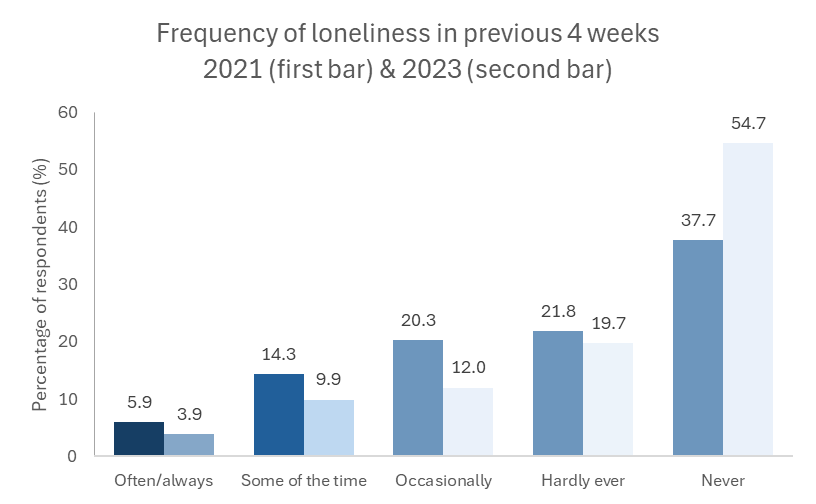 Frequency of loneliness in previous 4 weeks
2021 (first bar) & 2023 (second bar)
Percentage of respondents (%)
60
50
40
30
20
10
0
5.9
3.9
14.3
9.9
20.3
12.0
21.8
19.7
37.7
54.7
Often/always
Some of the time
Occasionally
Hardly ever
Never